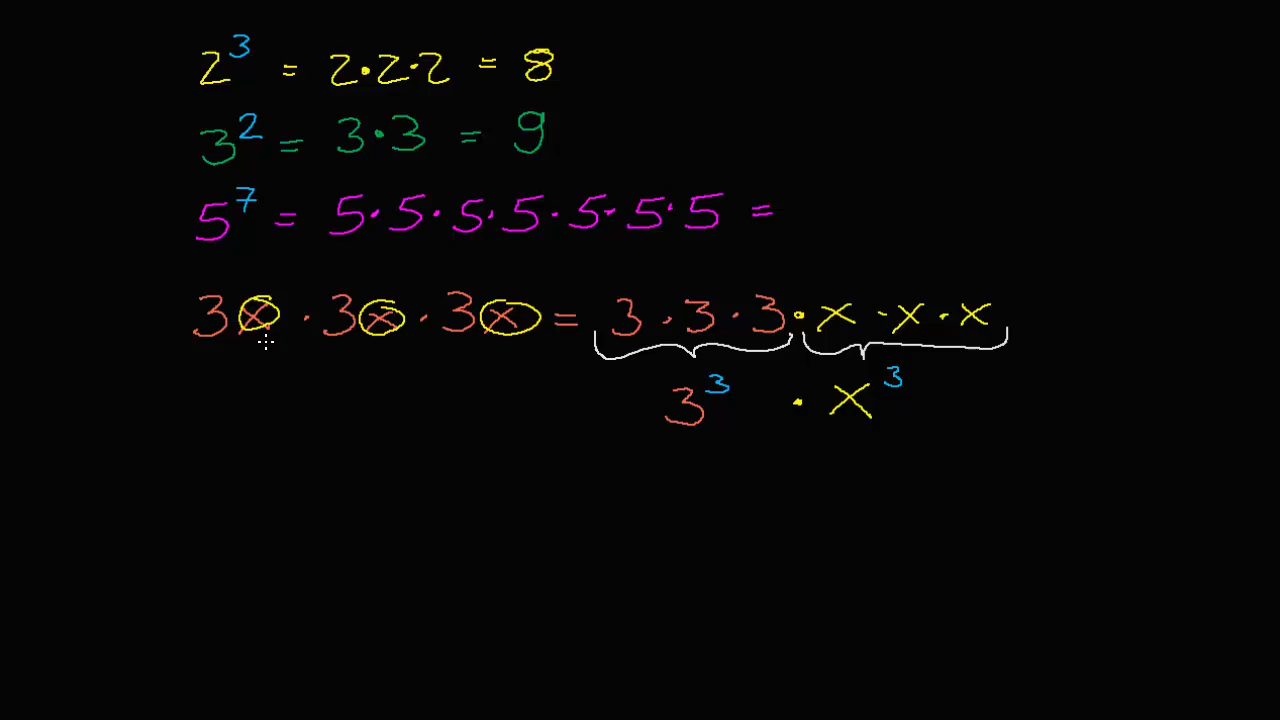 2³ = 2·2·2 = 8
3² = 3·3 = 9
5⁷ = 5·5·5·5·5·5·5 =
3x · 3x · 3x = 3·3·3·x·x·x
3³ · x³